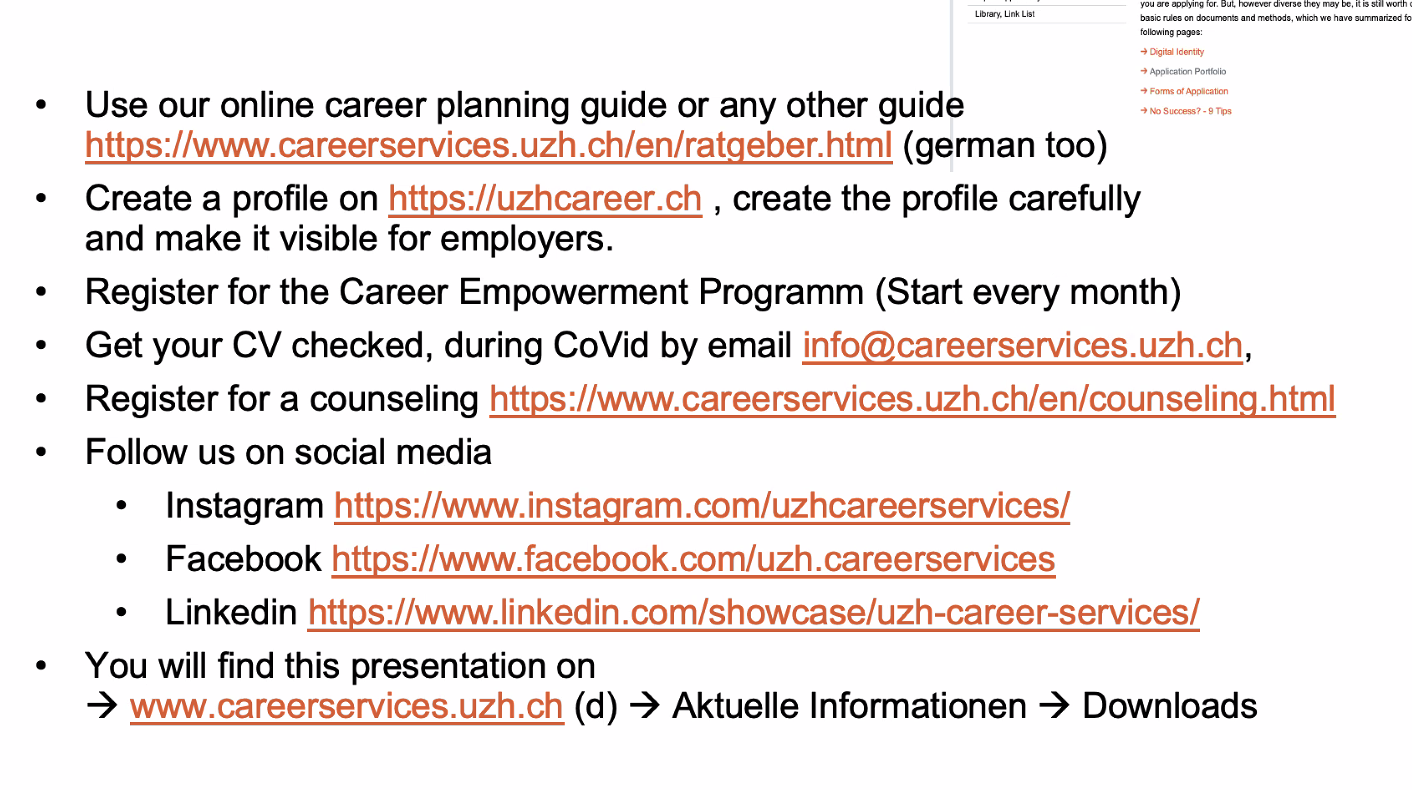 Library, Link List
you are applying for. But, however diverse they may be, it is still worth
basic rules on documents and methods, which we have summarized
following pages:
→ Digital Identity
→ Application Portfolio
→ Forms of Application
→ No Success? - 9 Tips
• Use our online career planning guide or any other guide
https://www.careerservices.uzh.ch/en/ratgeber.html (german too)
• Create a profile on https://uzhcareer.ch , create the profile carefully
and make it visible for employers.
• Register for the Career Empowerment Programm (Start every month)
• Get your CV checked, during CoVid by email info@careerservices.uzh.ch,
• Register for a counseling https://www.careerservices.uzh.ch/en/counseling.html
• Follow us on social media
• Instagram https://www.instagram.com/uzhcareerservices/
• Facebook https://www.facebook.com/uzh.careerservices
• Linkedin https://www.linkedin.com/showcase/uzh-career-services/
• You will find this presentation on
→ www.careerservices.uzh.ch (d) → Aktuelle Informationen → Downloads